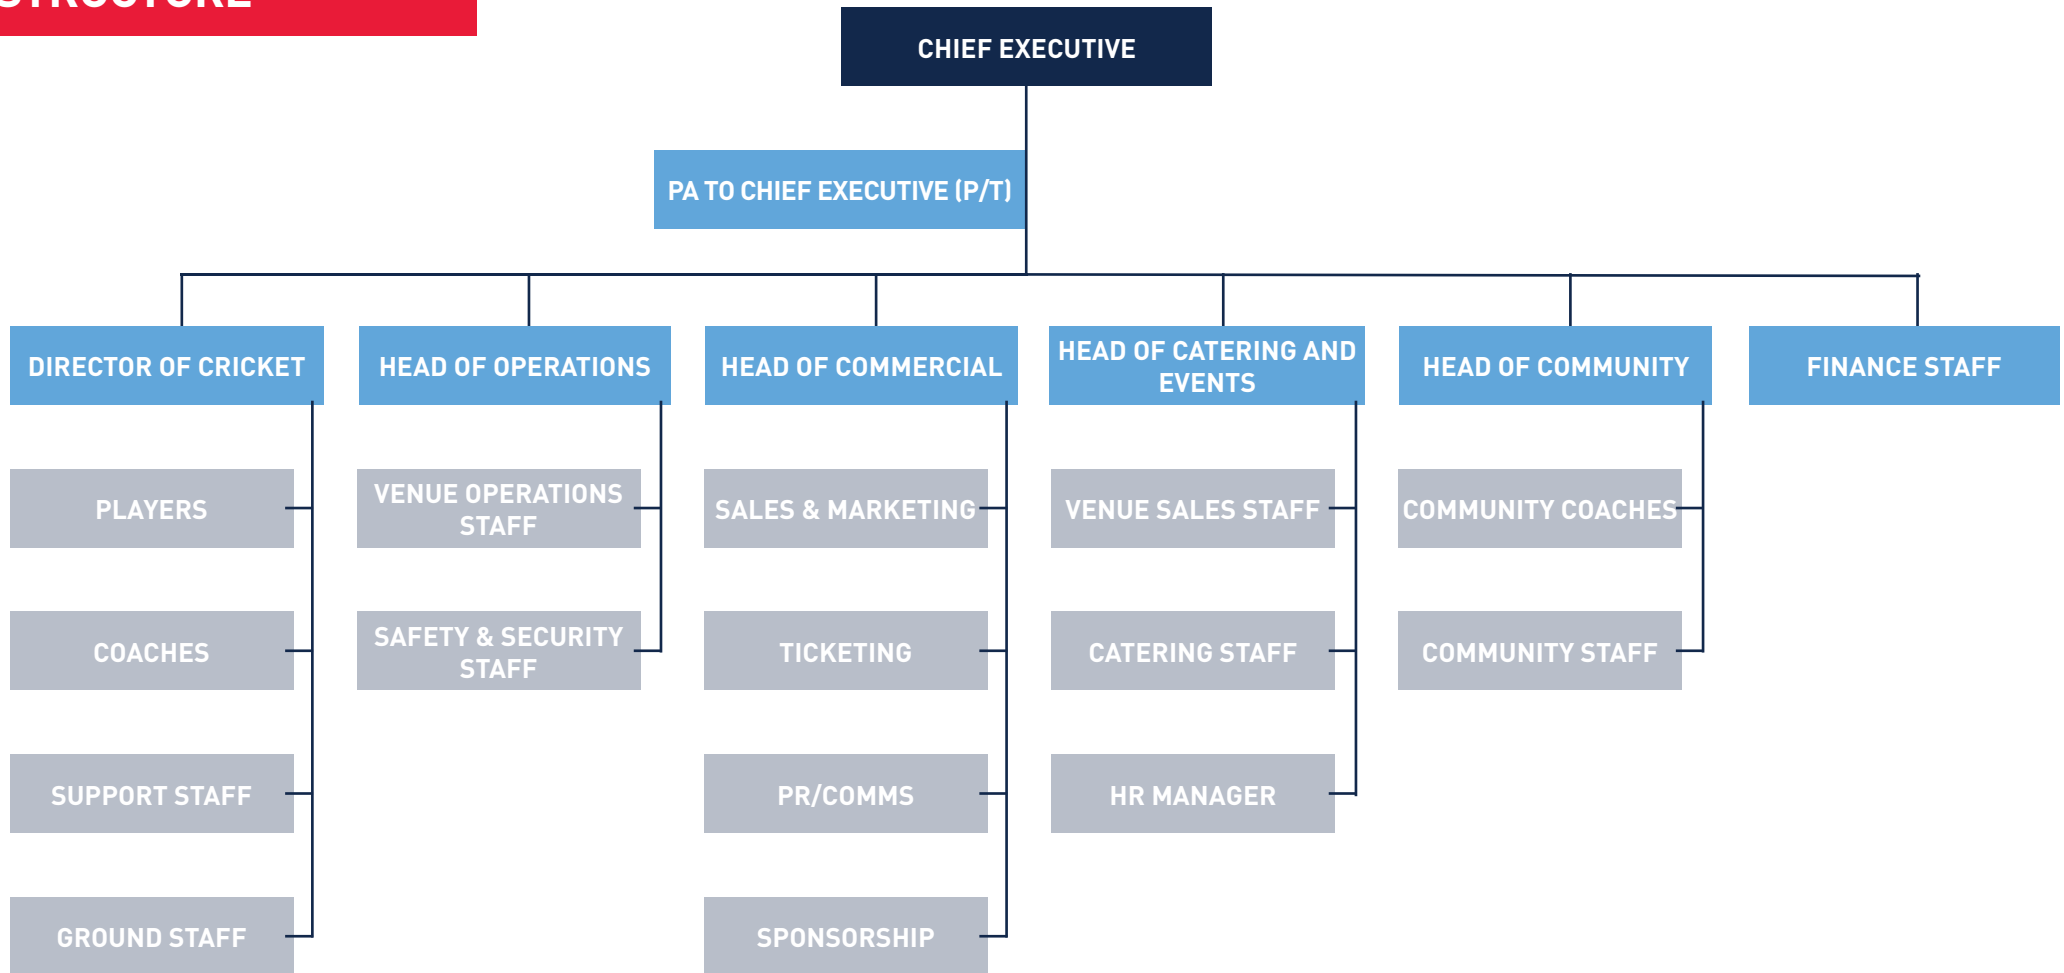 STRUCTURE
CHIEF EXECUTIVE
PA TO CHIEF EXECUTIVE (P/T)
DIRECTOR OF CRICKET
HEAD OF OPERATIONS
HEAD OF COMMERCIAL
HEAD OF CATERING AND
EVENTS
HEAD OF COMMUNITY
FINANCE STAFF
PLAYERS
VENUE OPERATIONS
STAFF
SALES & MARKETING
VENUE SALES STAFF
COMMUNITY COACHES
COACHES
SAFETY & SECURITY
STAFF
TICKETING
CATERING STAFF
COMMUNITY STAFF
SUPPORT STAFF
PR/COMMS
HR MANAGER
GROUND STAFF
SPONSORSHIP